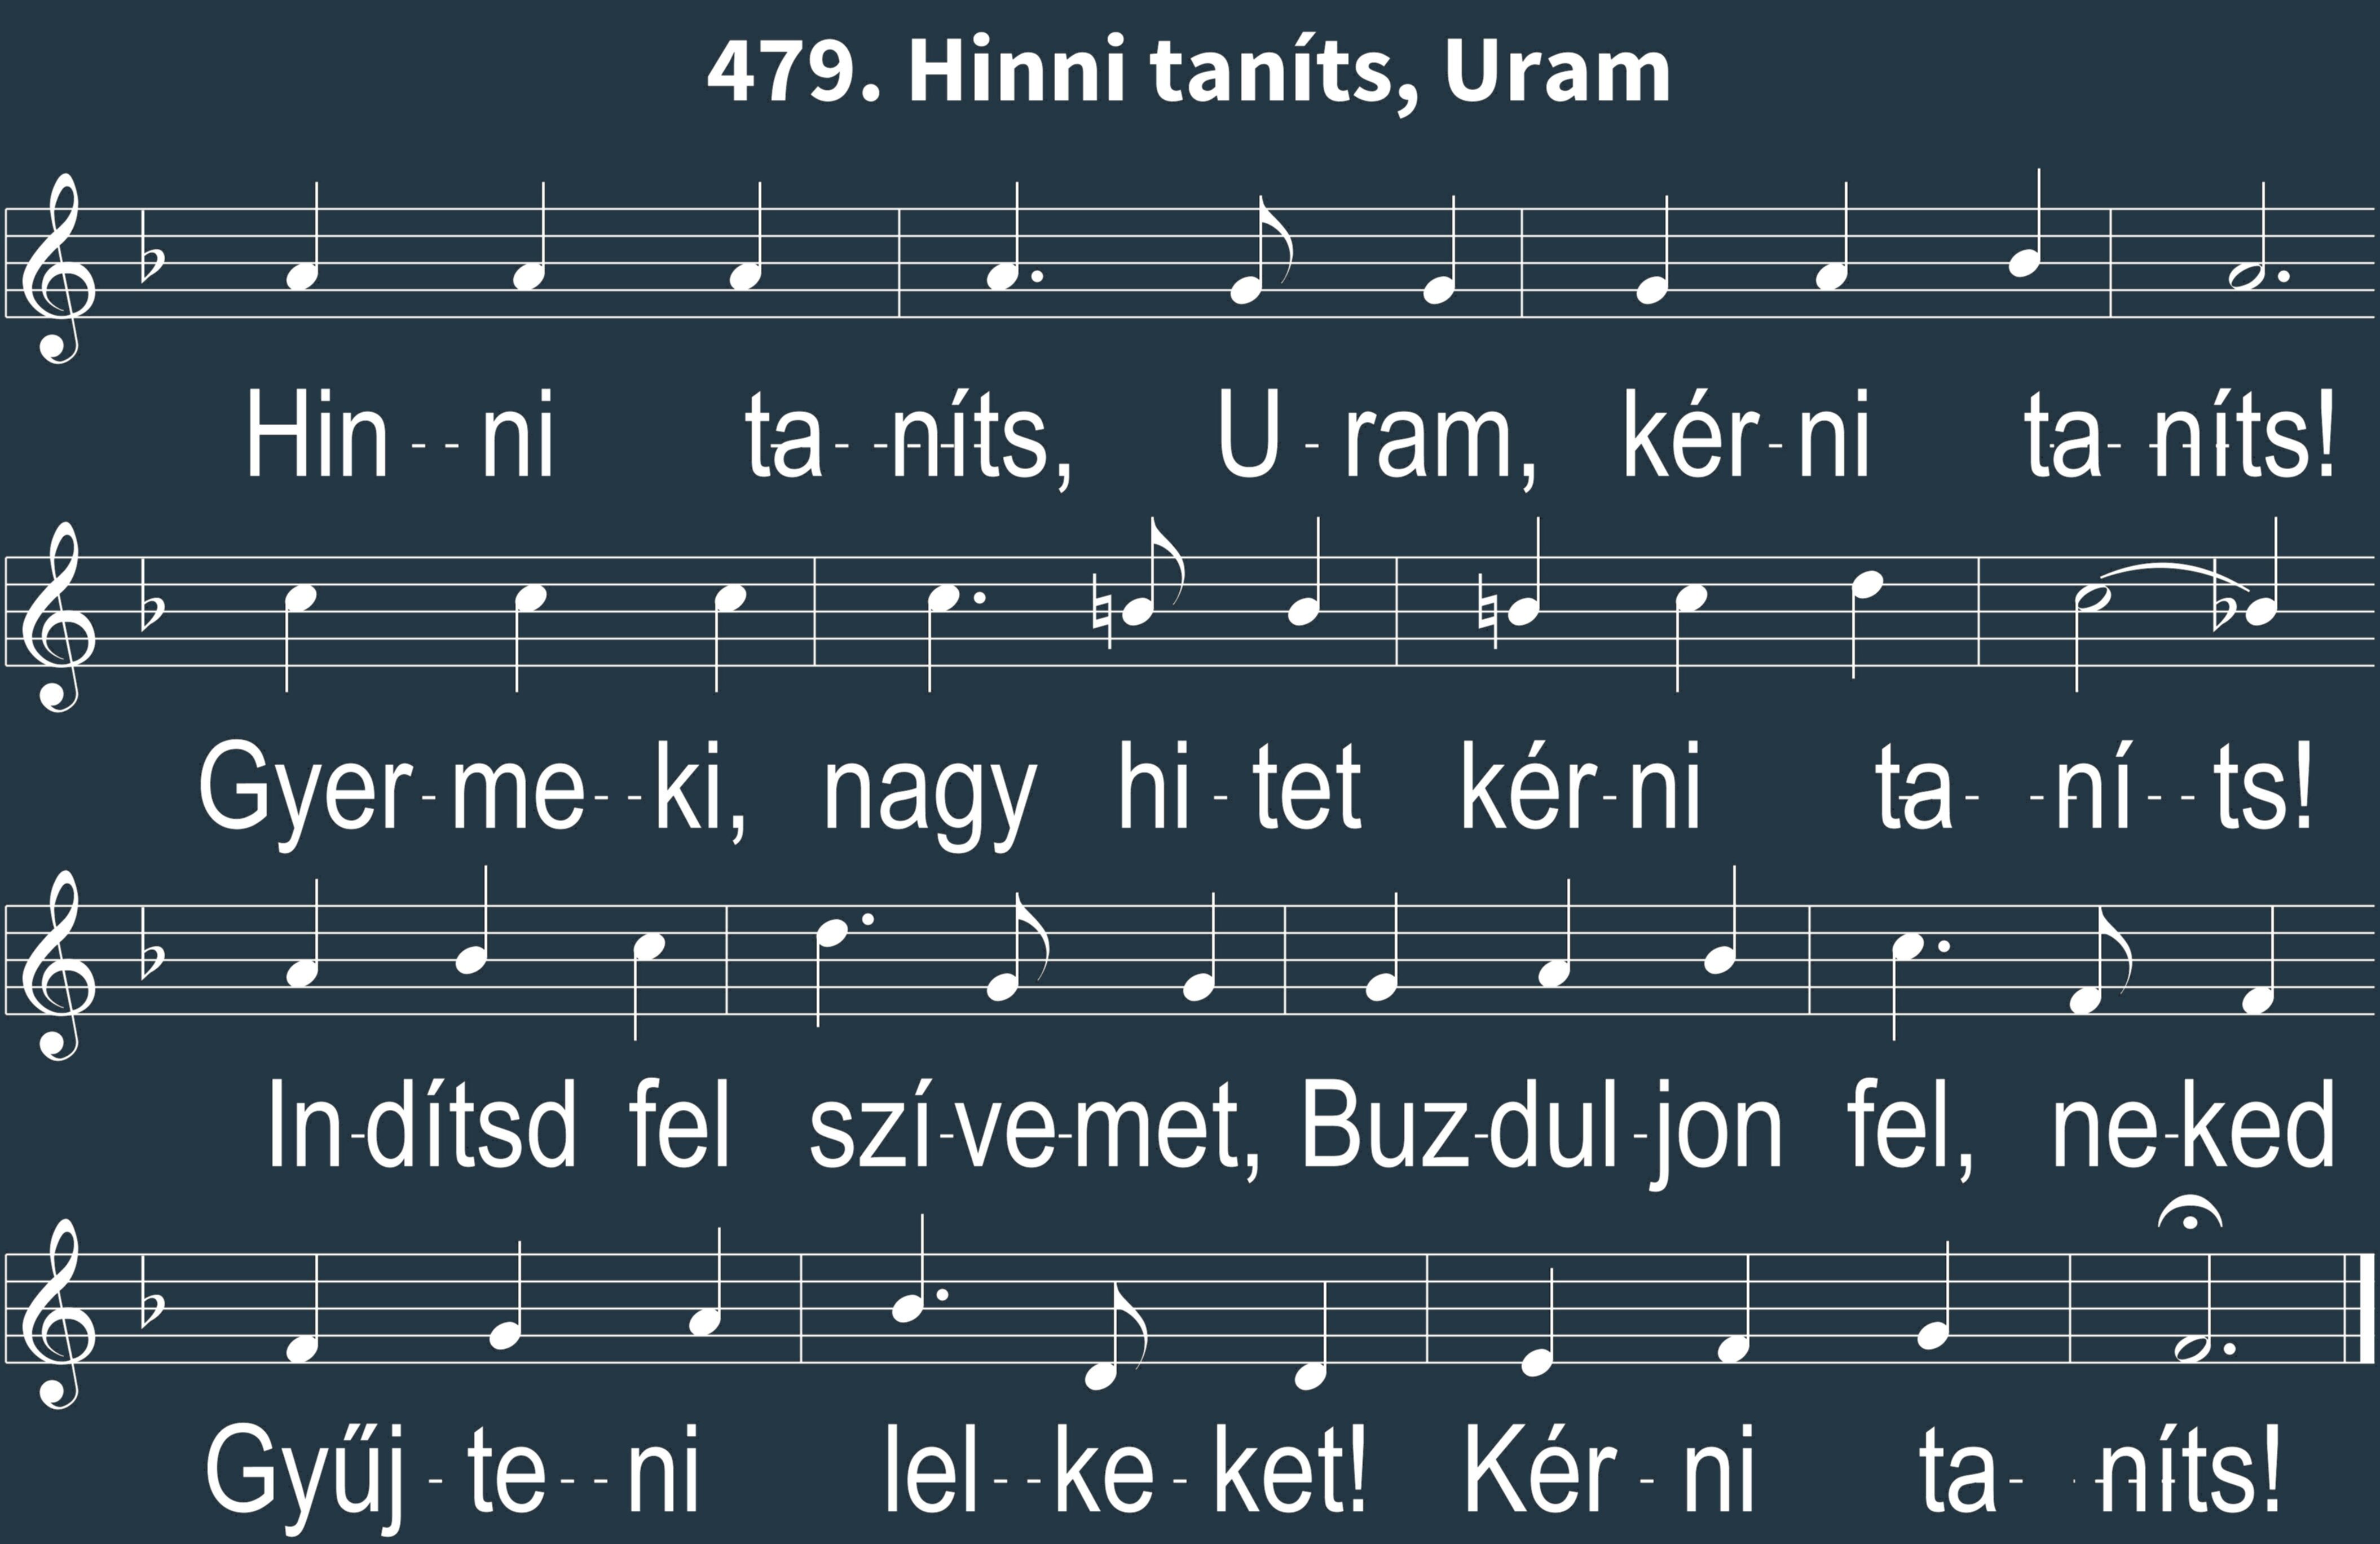 479. Hinni taníts, Uram
Hin--ni ta--níts, U-ram, kér-ni ta-níts!
Gyer-me--ki, nagy hi-tet kér-ni ta--ní--ts!
In-dítsd fel szí-ve-met, Buz-dul-jon fel, ne-ked
Gyűj-te--ni lel--ke-ket! Kér-ni ta-níts!